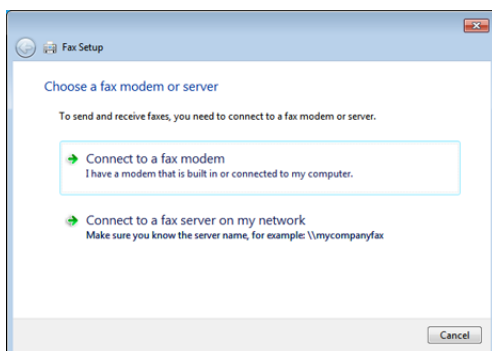 Fax Setup
Choose a fax modem or server
To send and receive faxes, you need to connect to a fax modem or server.
Connect to a fax modem
I have a modem that is built in or connected to my computer.
Connect to a fax server on my network
Make sure you know the server name, for example: \\mycompanyfax
Cancel